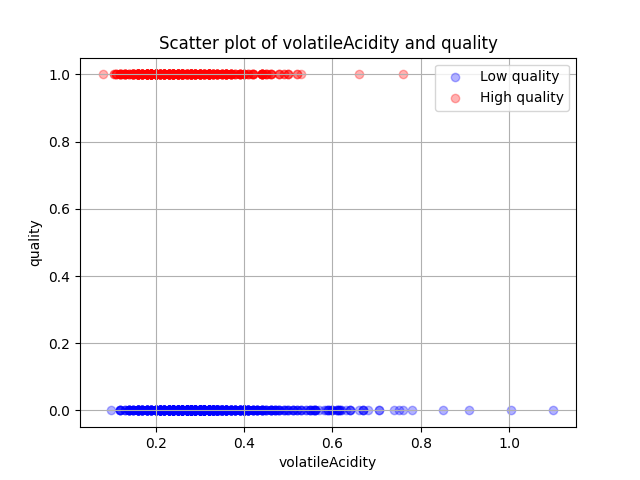 Scatter plot of volatileAcidity and quality
Low quality
High quality
1.0
0.8
0.6
0.4
0.2
0.0
quality
0.2 0.4 0.6 0.8 1.0
volatileAcidity